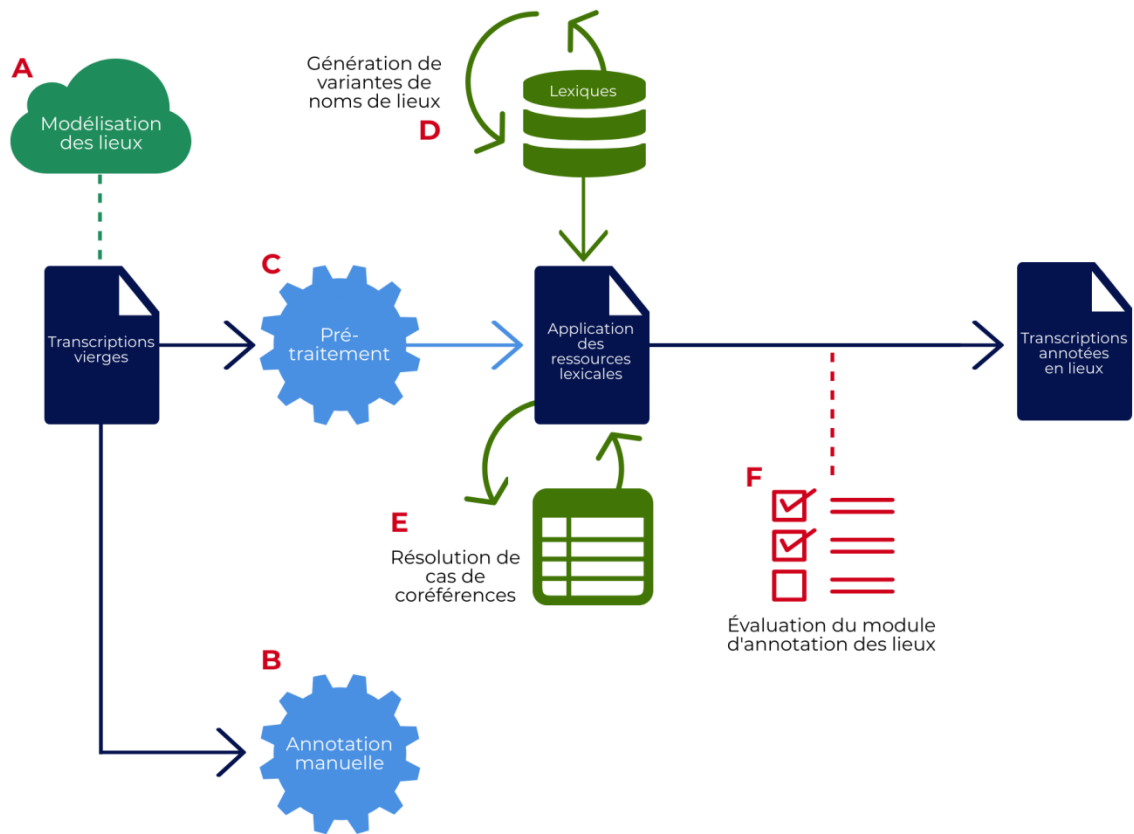 A
Modélisation
des lieux
Génération de
variantes de
noms de lieux
D
Lexiques
Transcriptions
vierges
C
Pré-
traitement
Application
des
ressources
lexicales
Transcriptions
annotées
en lieux
E
Résolution de
cas de
coréférences
F
Évaluation du module
d'annotation des lieux
B
Annotation
manuelle